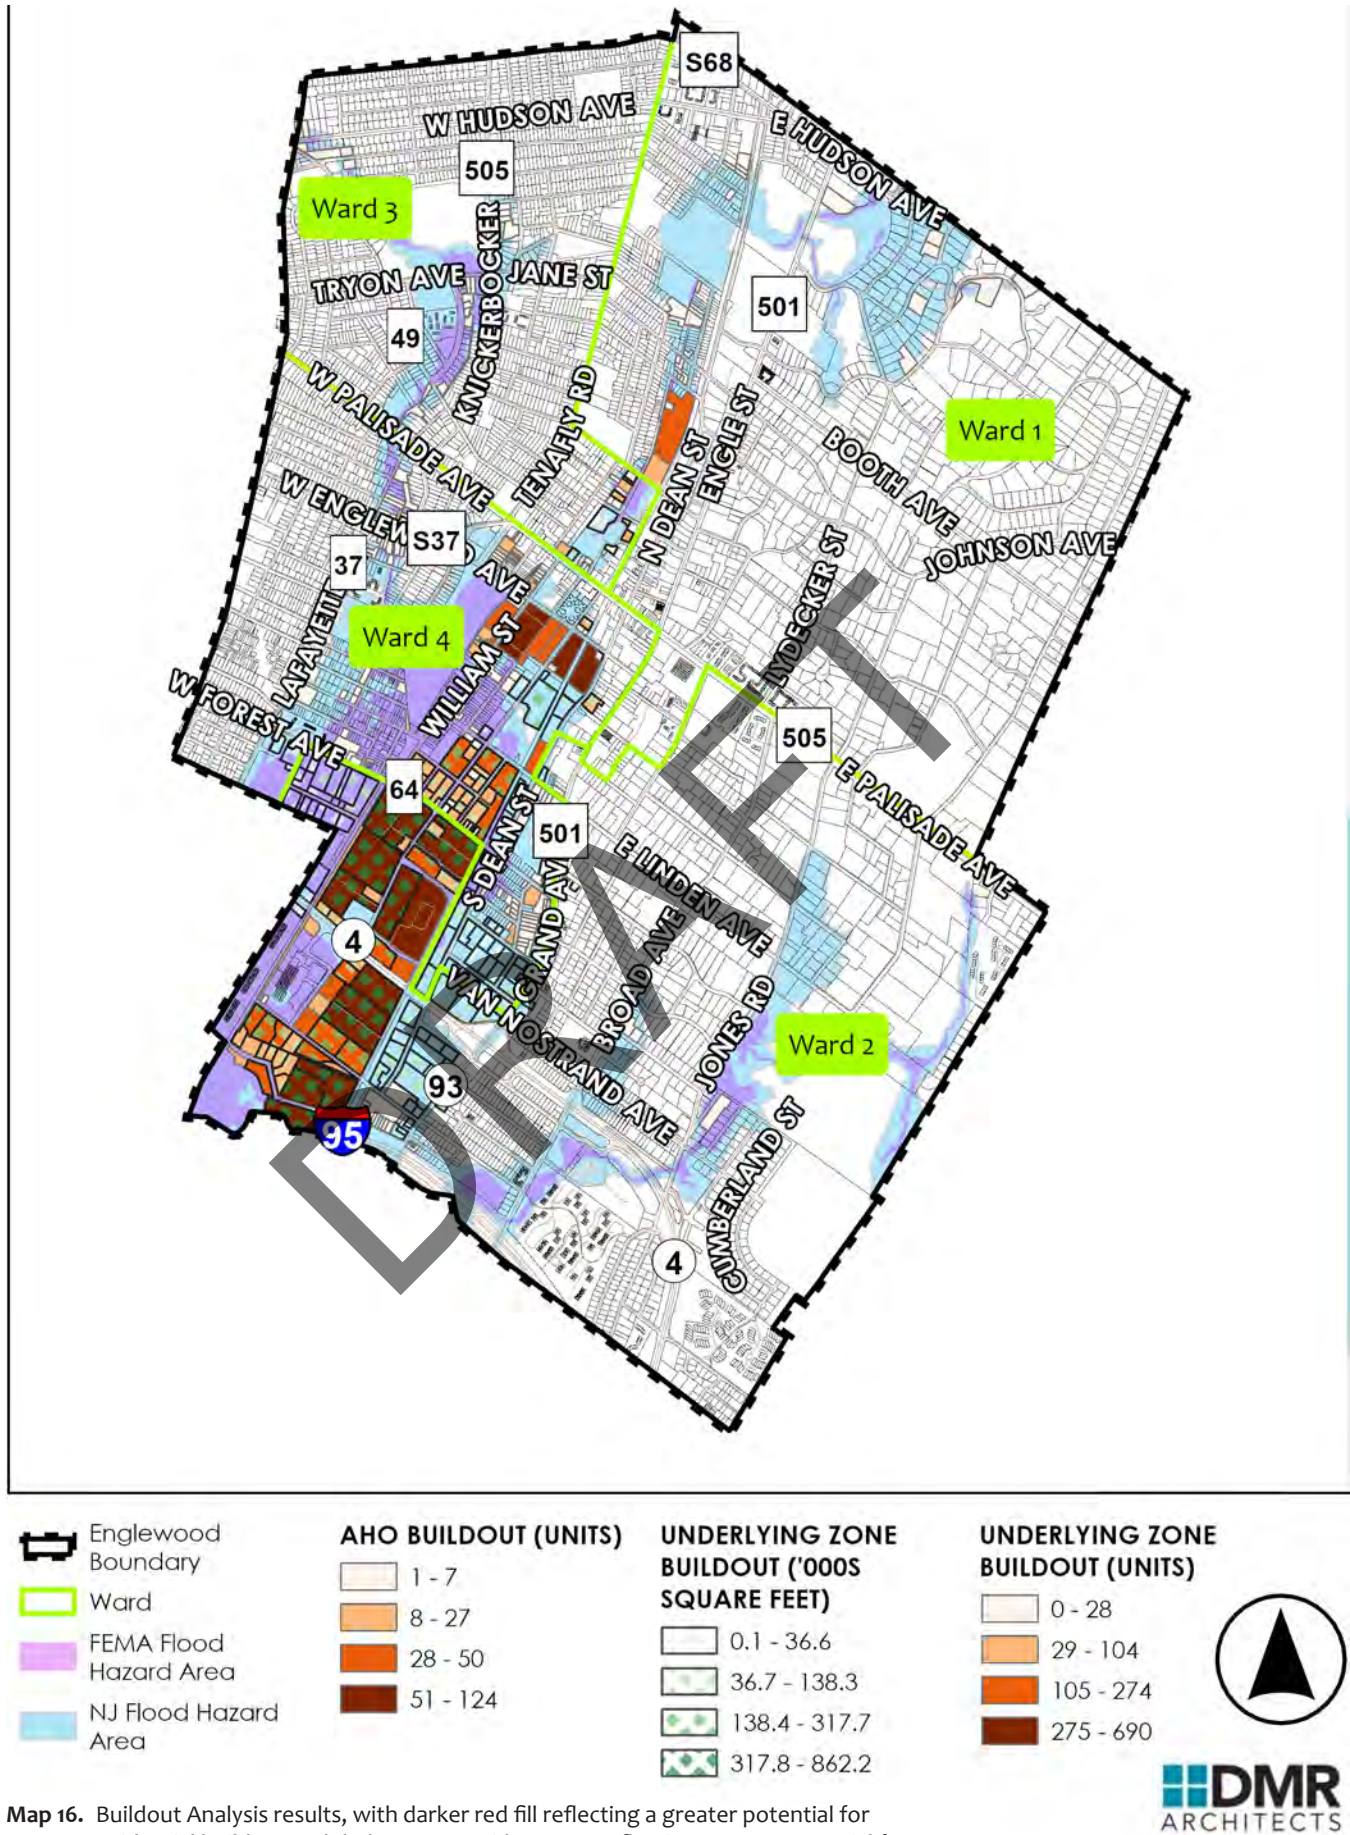 S68
W HUDSON AVE
E HUDSON AVE
505
Ward 3
TRYON AVE
JANE ST
KNICKERBOCKER
501
49
W PALISADE AVE
TENAFLY RD
N DEAN ST
ENGLE ST
Ward 1
BOOTH AVE
JOHNSON AVE
W ENGLEW
D AVE
S37
37
LAFAYETT
Ward 4
WILLIAM ST
LYDECKER ST
W FOREST AVE
505
E PALISADE AVE
64
S DEAN ST
501
E LINDEN AVE
GRAND AV
BROAD AVE
4
VAN NOSTRAND AVE
JONES RD
Ward 2
93
95
CUMBERLAND ST
4
DRAFT
Englewood
Boundary
Ward
FEMA Flood
Hazard Area
NJ Flood Hazard
Area
AHO BUILDOUT (UNITS)
1 - 7
8 - 27
28 - 50
51 - 124
UNDERLYING ZONE
BUILDOUT ('000S
SQUARE FEET)
0.1 - 36.6
36.7 - 138.3
138.4 - 317.7
317.8 - 862.2
UNDERLYING ZONE
BUILDOUT (UNITS)
0 - 28
29 - 104
105 - 274
275 - 690
DMR
ARCHITECTS
Map 16. Buildout Analysis results, with darker red fill reflecting a greater potential for